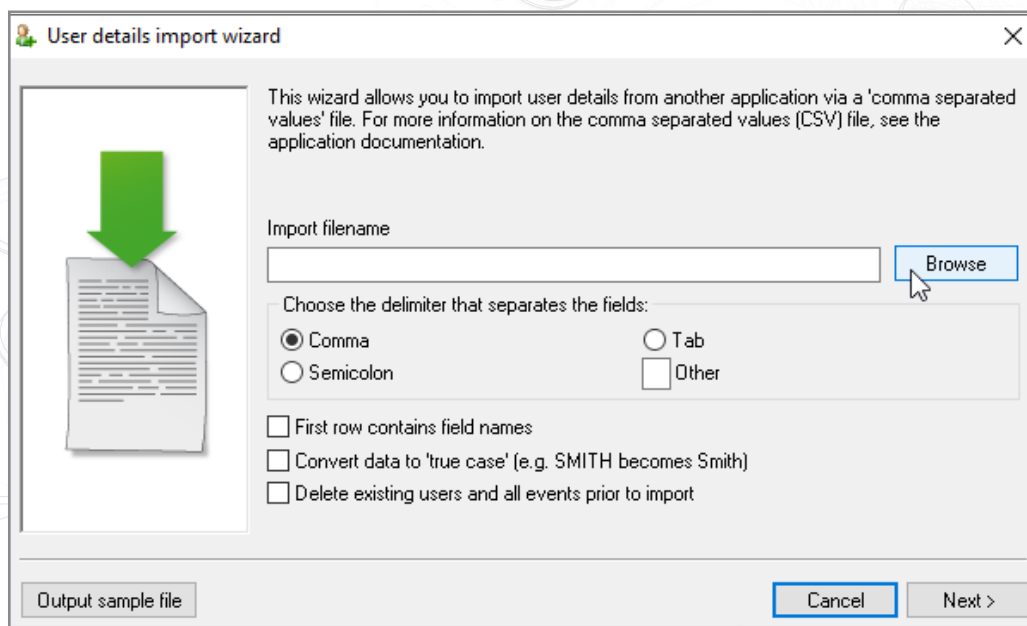 User details import wizard
This wizard allows you to import user details from another application via a 'comma separated
values' file. For more information on the comma separated values (CSV) file, see the
application documentation.
Import filename
Browse
Choose the delimiter that separates the fields:
Comma
Tab
Semicolon
Other
First row contains field names
Convert data to 'true case' (e.g. SMITH becomes Smith)
Delete existing users and all events prior to import
Output sample file
Cancel
Next >